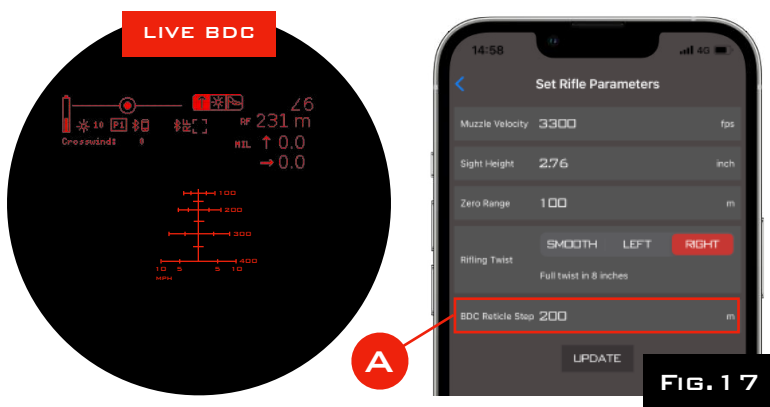 LIVE BDC
∠6
RF 231 m
10 P1
MIL ↑ 0.0
Crosswind: 0
→ 0.0
100
200
300
400
10 5 5 10
MPH
14:58
4G
Set Rifle Parameters
Muzzle Velocity 3300 fps
Sight Height 2.76 inch
Zero Range 100 m
SMOOTH LEFT RIGHT
Rifling Twist
Full twist in 8 inches
BDC Reticle Step 200 m
A
UPDATE
FIG.17